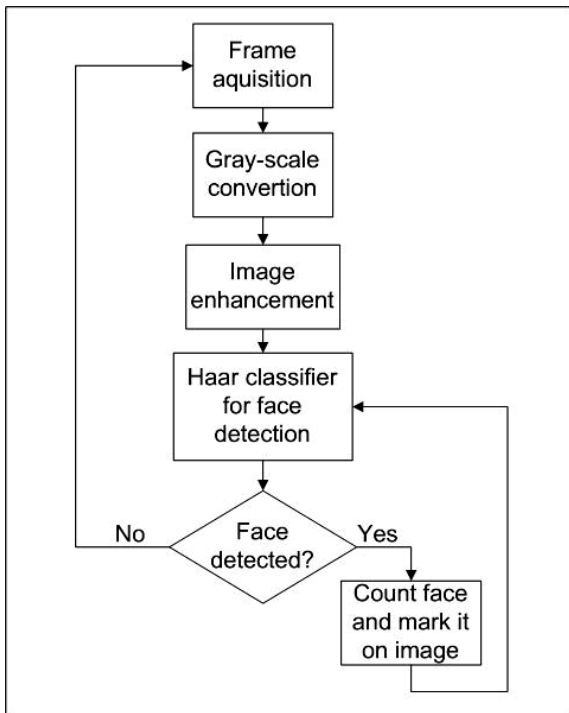 Frame
aquisition
Gray-scale
convertion
Image
enhancement
Haar classifier
for face
detection
No
Face
detected?
Yes
Count face
and mark it
on image